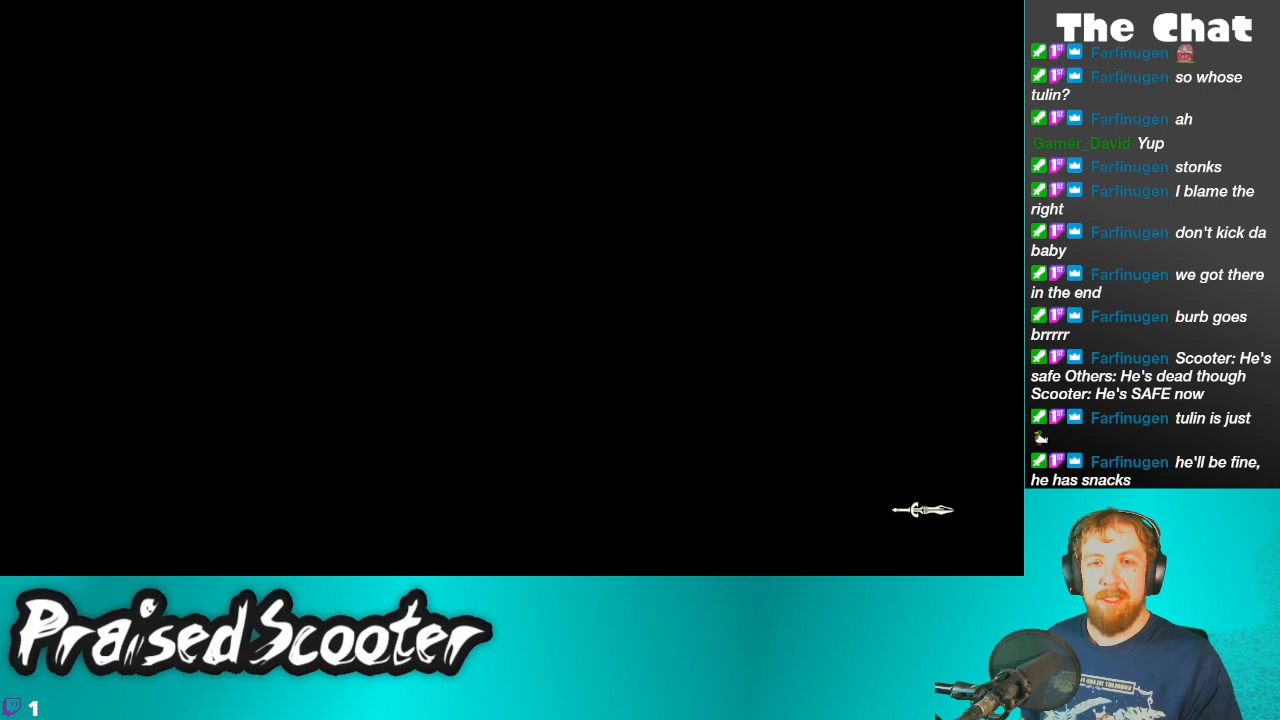 The Chat
Farfinugen
Farfinugen so whose
tulin?
Farfinugen ah
Gamer_David Yup
Farfinugen stonks
Farfinugen I blame the
right
Farfinugen don't kick da
baby
Farfinugen we got there
in the end
Farfinugen burb goes
brrrrr
Farfinugen Scooter: He's
safe Others: He's dead though
Scooter: He's SAFE now
Farfinugen tulin is just
Farfinugen he'll be fine,
he has snacks
PraisedScooter
1